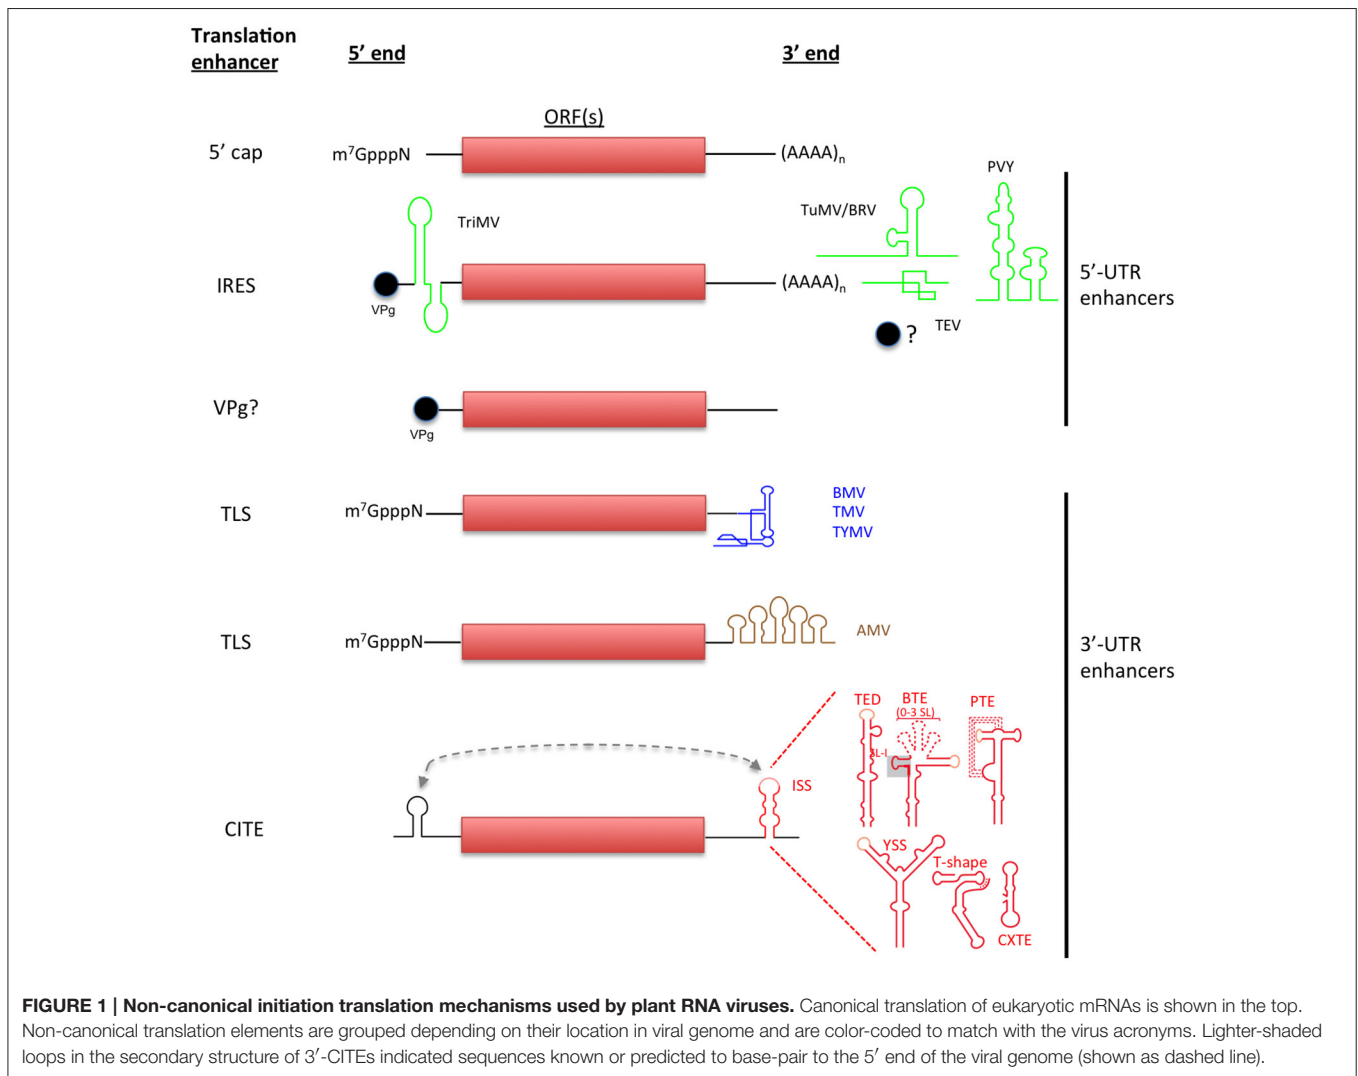 Translation
enhancer
5′ end
3′ end
ORF(s)
5′ cap
m⁷GpppN
(AAAA)n
PVY
TriMV
TuMV/BRV
IRES
VPg
(AAAA)n
5′-UTR
enhancers
? TEV
VPg?
VPg
TLS
m⁷GpppN
BMV
TMV
TYMV
TLS
m⁷GpppN
AMV
3′-UTR
enhancers
TED
BTE
(0-3 SL)
PTE
SL-I
ISS
CITE
YSS
T-shape
CXTE
FIGURE 1 | Non-canonical initiation translation mechanisms used by plant RNA viruses. Canonical translation of eukaryotic mRNAs is shown in the top.
Non-canonical translation elements are grouped depending on their location in viral genome and are color-coded to match with the virus acronyms. Lighter-shaded
loops in the secondary structure of 3′-CITEs indicated sequences known or predicted to base-pair to the 5′ end of the viral genome (shown as dashed line).